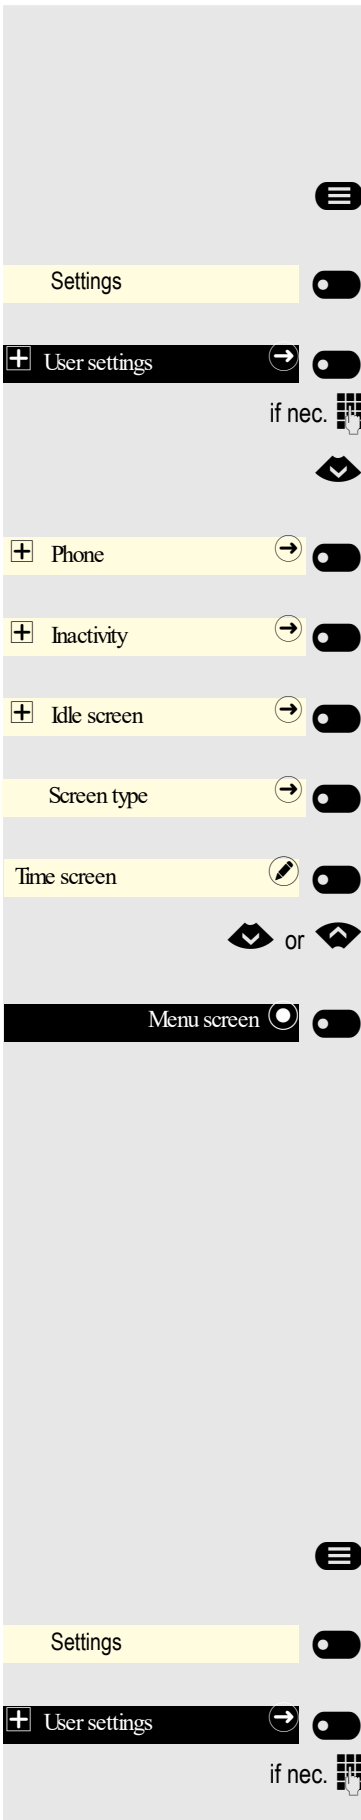 Settings
User settings
if nec.
Phone
Inactivity
Idle screen
Screen type
Time screen
or
Menu screen
Settings
User settings
if nec.